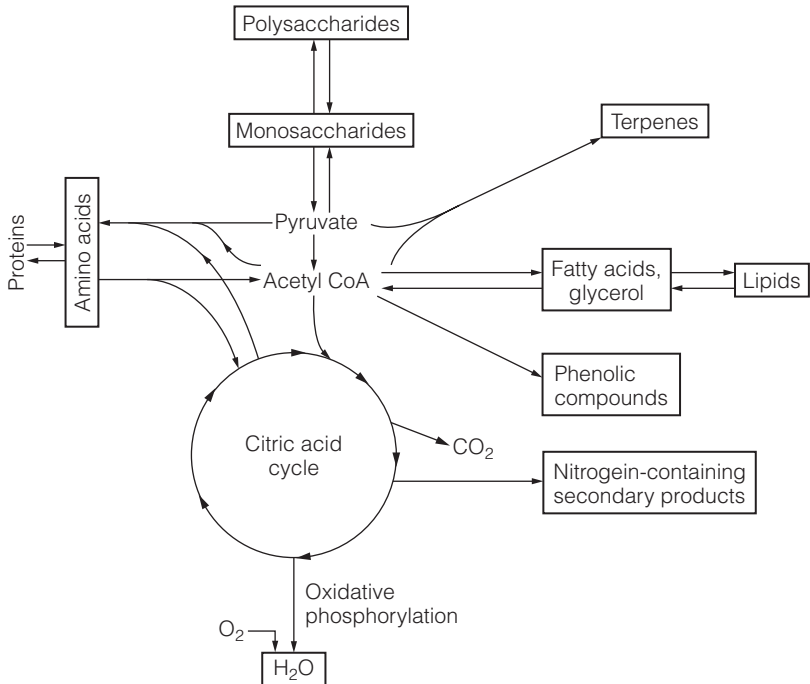 Polysaccharides
Monosaccharides
Terpenes
Proteins
Amino acids
Pyruvate
Acetyl CoA
Fatty acids,
glycerol
Lipids
Phenolic
compounds
Citric acid
cycle
CO₂
Nitrogein-containing
secondary products
Oxidative
phosphorylation
O₂
H₂O